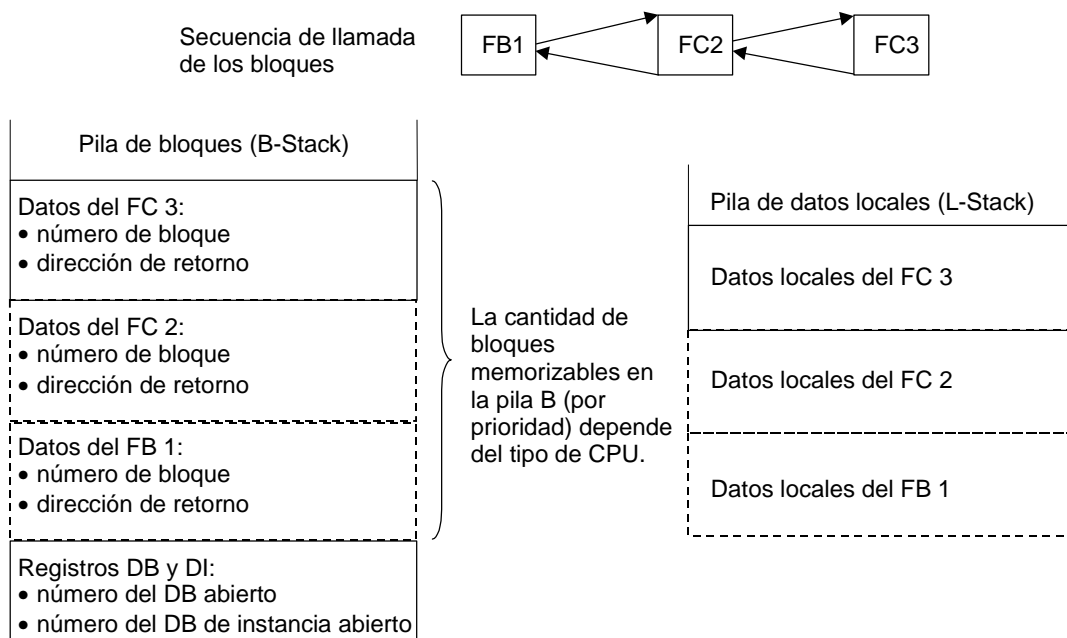 Secuencia de llamada
de los bloques
FB1
FC2
FC3
Pila de bloques (B-Stack)
Datos del FC 3:
• número de bloque
• dirección de retorno
Datos del FC 2:
• número de bloque
• dirección de retorno
Datos del FB 1:
• número de bloque
• dirección de retorno
Registros DB y DI:
• número del DB abierto
• número del DB de instancia abierto
La cantidad de
bloques
memorizables en
la pila B (por
prioridad) depende
del tipo de CPU.
Pila de datos locales (L-Stack)
Datos locales del FC 3
Datos locales del FC 2
Datos locales del FB 1